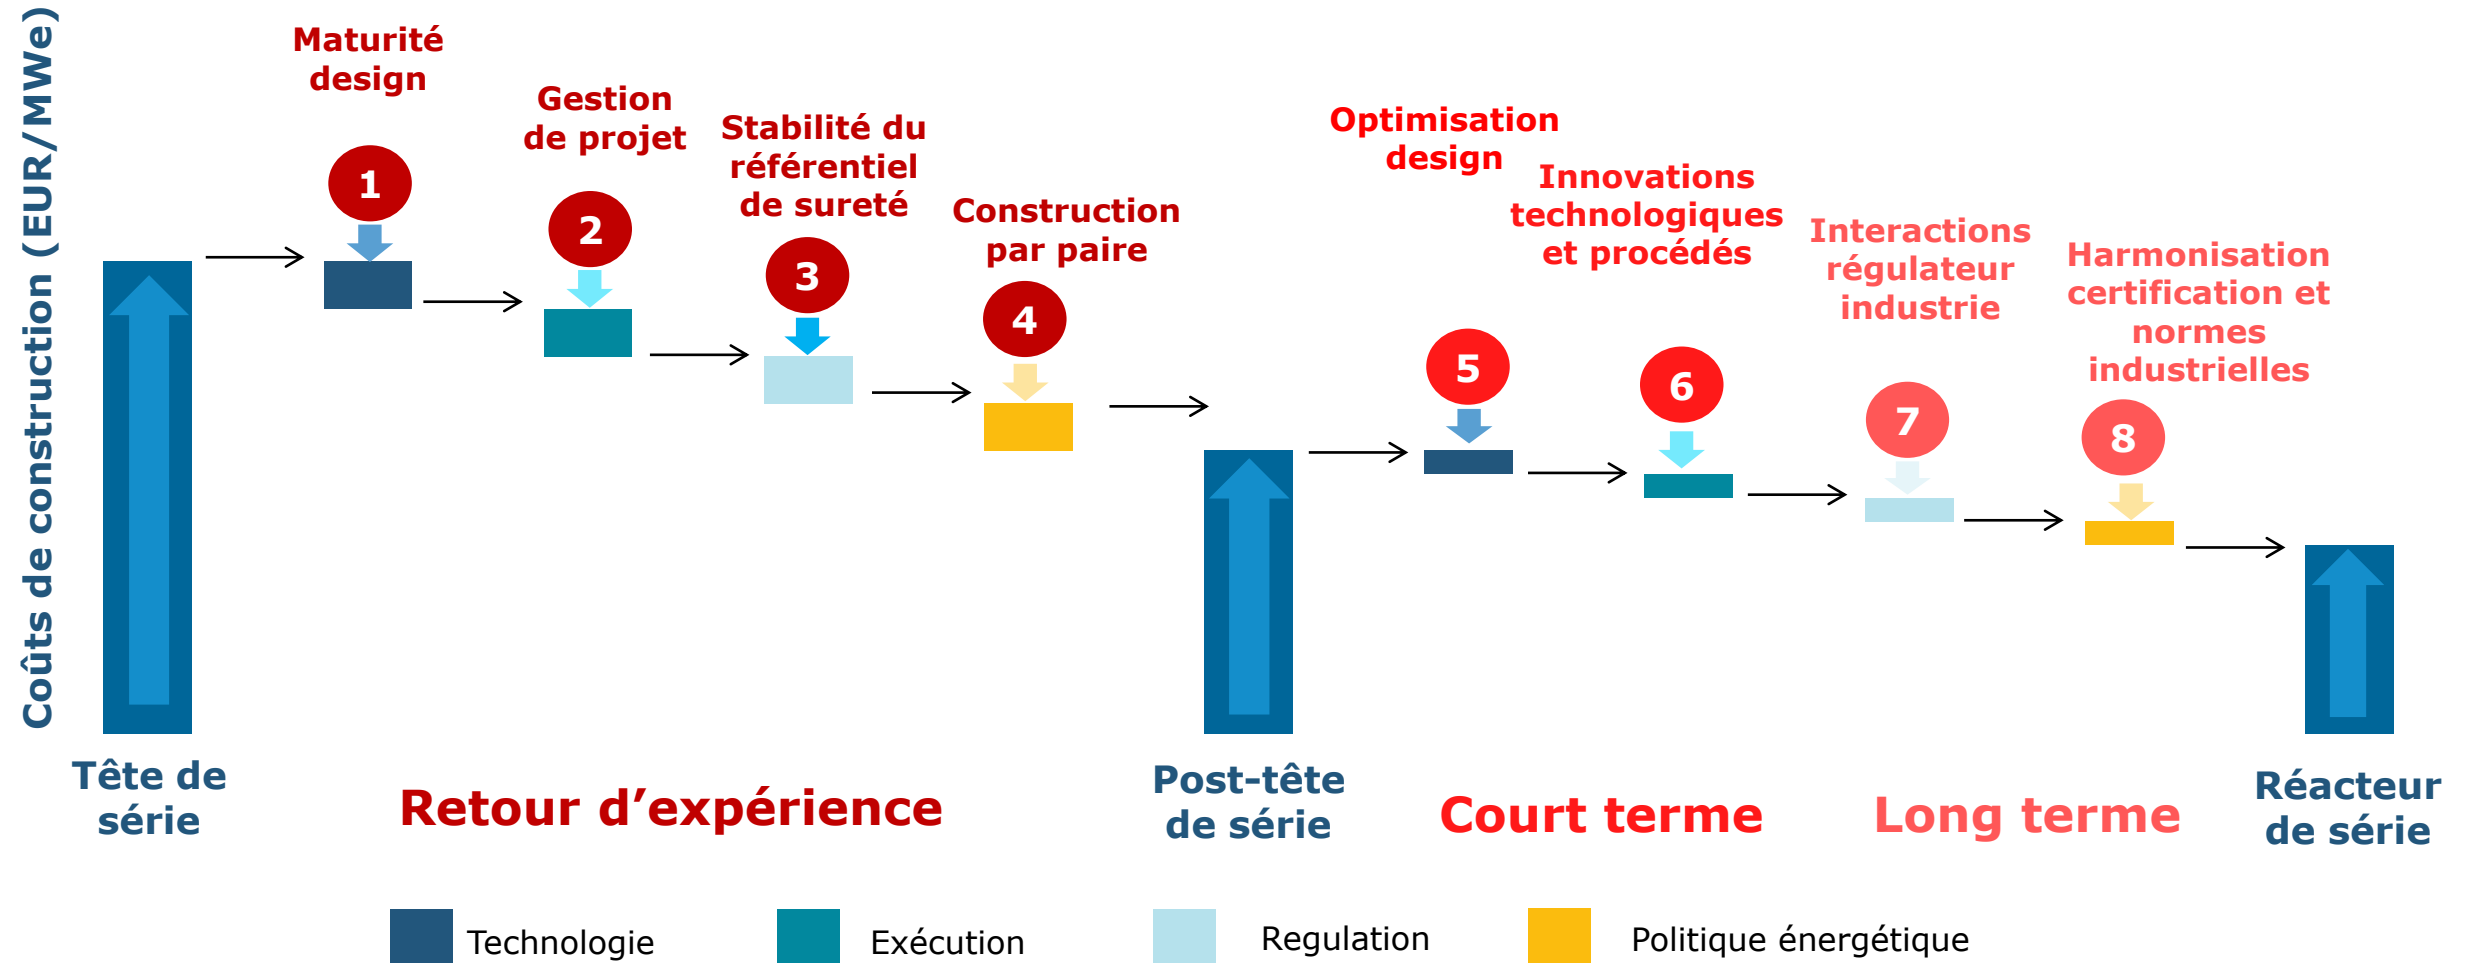 Coûts de construction (EUR/MWe)
Maturité
design
1
Gestion
de projet
2
Stabilité du
référentiel
de sureté
3
Construction
par paire
4
Optimisation
design
5
Innovations
technologiques
et procédés
6
Interactions
régulateur
industrie
7
Harmonisation
certification et
normes
industrielles
8
Tête de
série
Retour d’expérience
Post-tête
de série
Court terme
Long terme
Réacteur
de série
Technologie
Exécution
Regulation
Politique énergétique